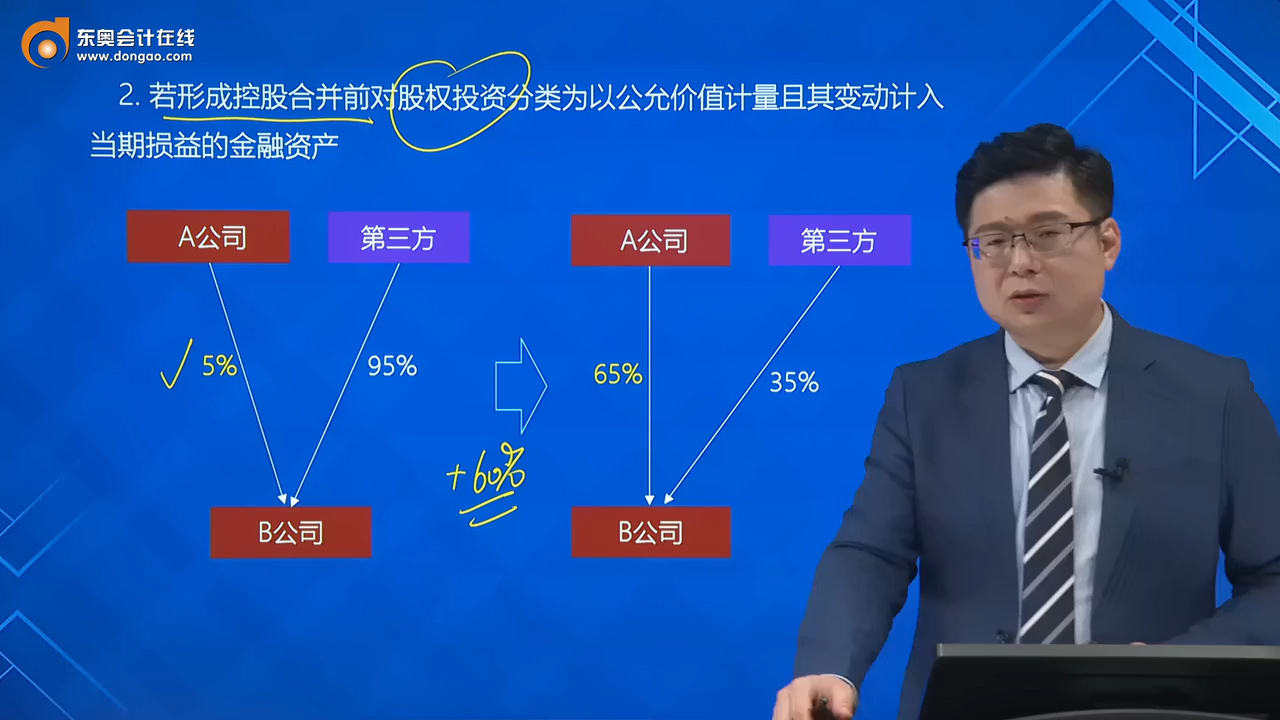 东奥会计在线
www.dongao.com
2. 若形成控股合并前对股权投资分类为以公允价值计量且其变动计入
当期损益的金融资产
A公司
第三方
A公司
第三方
5%
95%
65%
35%
+60%
B公司
B公司